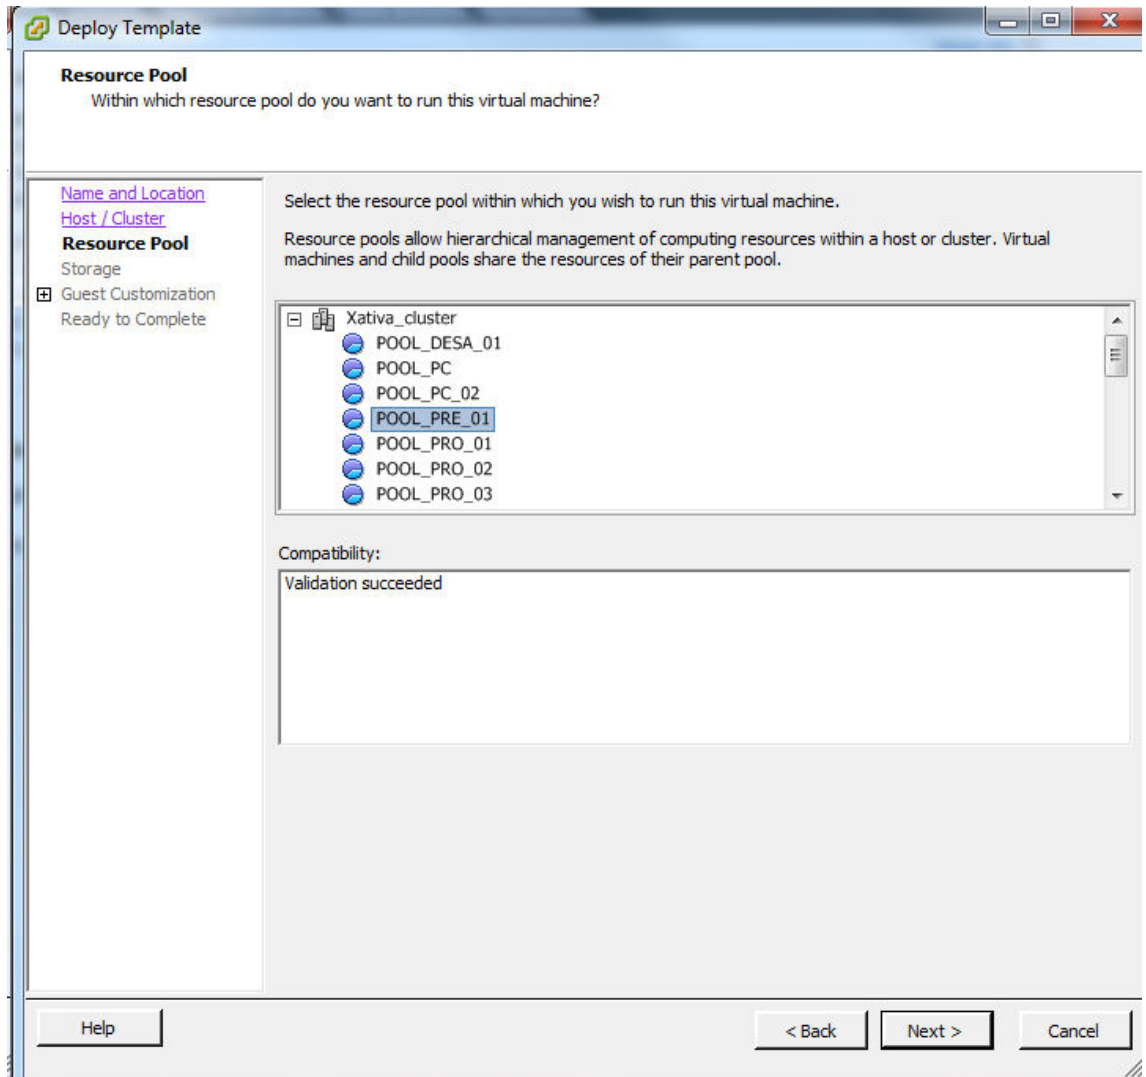 Deploy Template
Resource Pool
Within which resource pool do you want to run this virtual machine?
Name and Location
Host / Cluster
Resource Pool
Storage
Guest Customization
Ready to Complete
Select the resource pool within which you wish to run this virtual machine.
Resource pools allow hierarchical management of computing resources within a host or cluster. Virtual
machines and child pools share the resources of their parent pool.
Xativa_cluster
POOL_DESA_01
POOL_PC
POOL_PC_02
POOL_PRE_01
POOL_PRO_01
POOL_PRO_02
POOL_PRO_03
Compatibility:
Validation succeeded
Help
< Back
Next >
Cancel